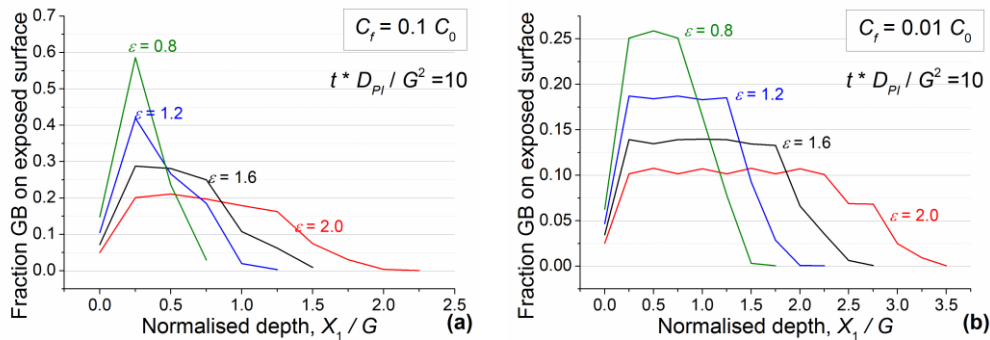 C_f = 0.1 C_0
t * D_PI / G² =10
ε = 0.8
ε = 1.2
ε = 1.6
ε = 2.0
Fraction GB on exposed surface
0.7
0.6
0.5
0.4
0.3
0.2
0.1
0.0
0.0 0.5 1.0 1.5 2.0 2.5
Normalised depth, X_1 / G
(a)
C_f = 0.01 C_0
t * D_PI / G² =10
ε = 0.8
ε = 1.2
ε = 1.6
ε = 2.0
Fraction GB on exposed surface
0.25
0.20
0.15
0.10
0.05
0.00
0.0 0.5 1.0 1.5 2.0 2.5 3.0 3.5
Normalised depth, X_1 / G
(b)